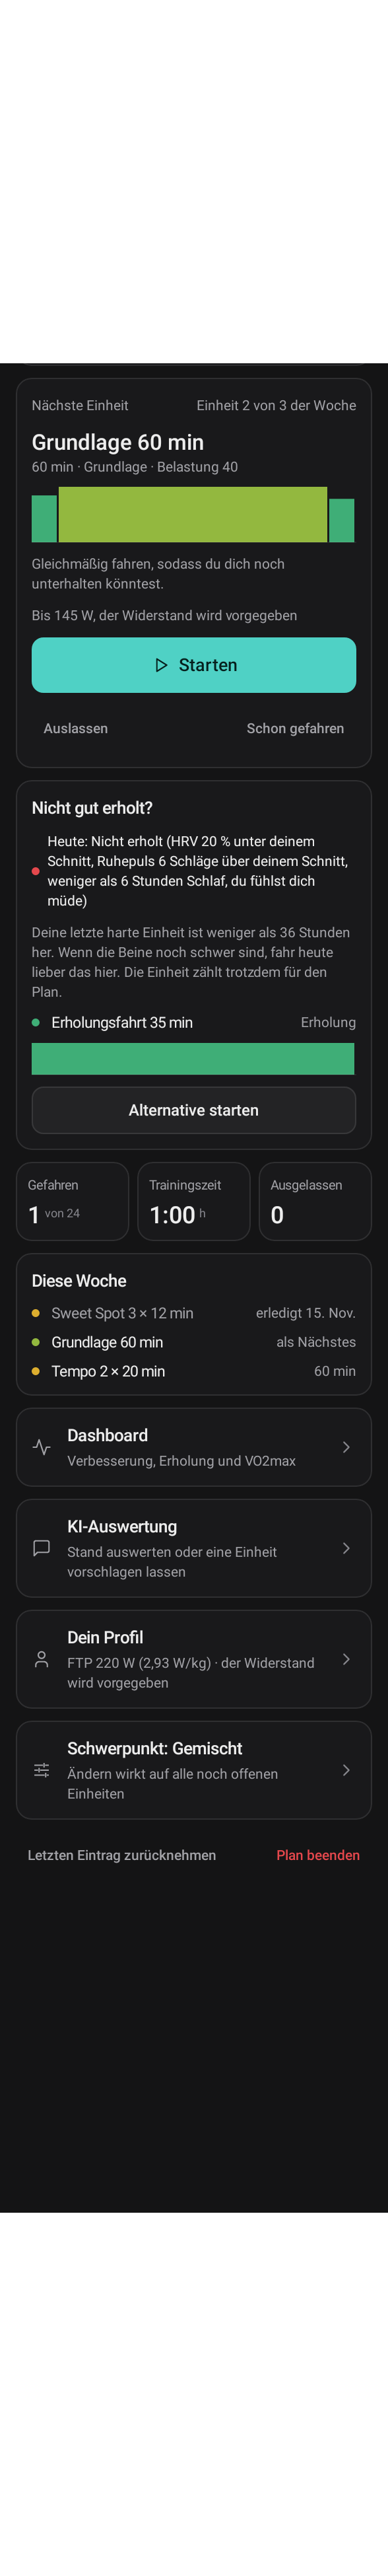 Nächste Einheit
Einheit 2 von 3 der Woche
Grundlage 60 min
60 min · Grundlage · Belastung 40
Gleichmäßig fahren, sodass du dich noch
unterhalten könntest.
Bis 145 W, der Widerstand wird vorgegeben
Starten
Auslassen
Schon gefahren
Nicht gut erholt?
Heute: Nicht erholt (HRV 20 % unter deinem
Schnitt, Ruhepuls 6 Schläge über deinem Schnitt,
weniger als 6 Stunden Schlaf, du fühlst dich
müde)
Deine letzte harte Einheit ist weniger als 36 Stunden
her. Wenn die Beine noch schwer sind, fahr heute
lieber das hier. Die Einheit zählt trotzdem für den
Plan.
Erholungsfahrt 35 min
Erholung
Alternative starten
Gefahren
1 von 24
Trainingszeit
1:00 h
Ausgelassen
0
Diese Woche
Sweet Spot 3 × 12 min
erledigt 15. Nov.
Grundlage 60 min
als Nächstes
Tempo 2 × 20 min
60 min
Dashboard
Verbesserung, Erholung und VO2max
KI-Auswertung
Stand auswerten oder eine Einheit
vorschlagen lassen
Dein Profil
FTP 220 W (2,93 W/kg) · der Widerstand
wird vorgegeben
Schwerpunkt: Gemischt
Ändern wirkt auf alle noch offenen
Einheiten
Letzten Eintrag zurücknehmen
Plan beenden